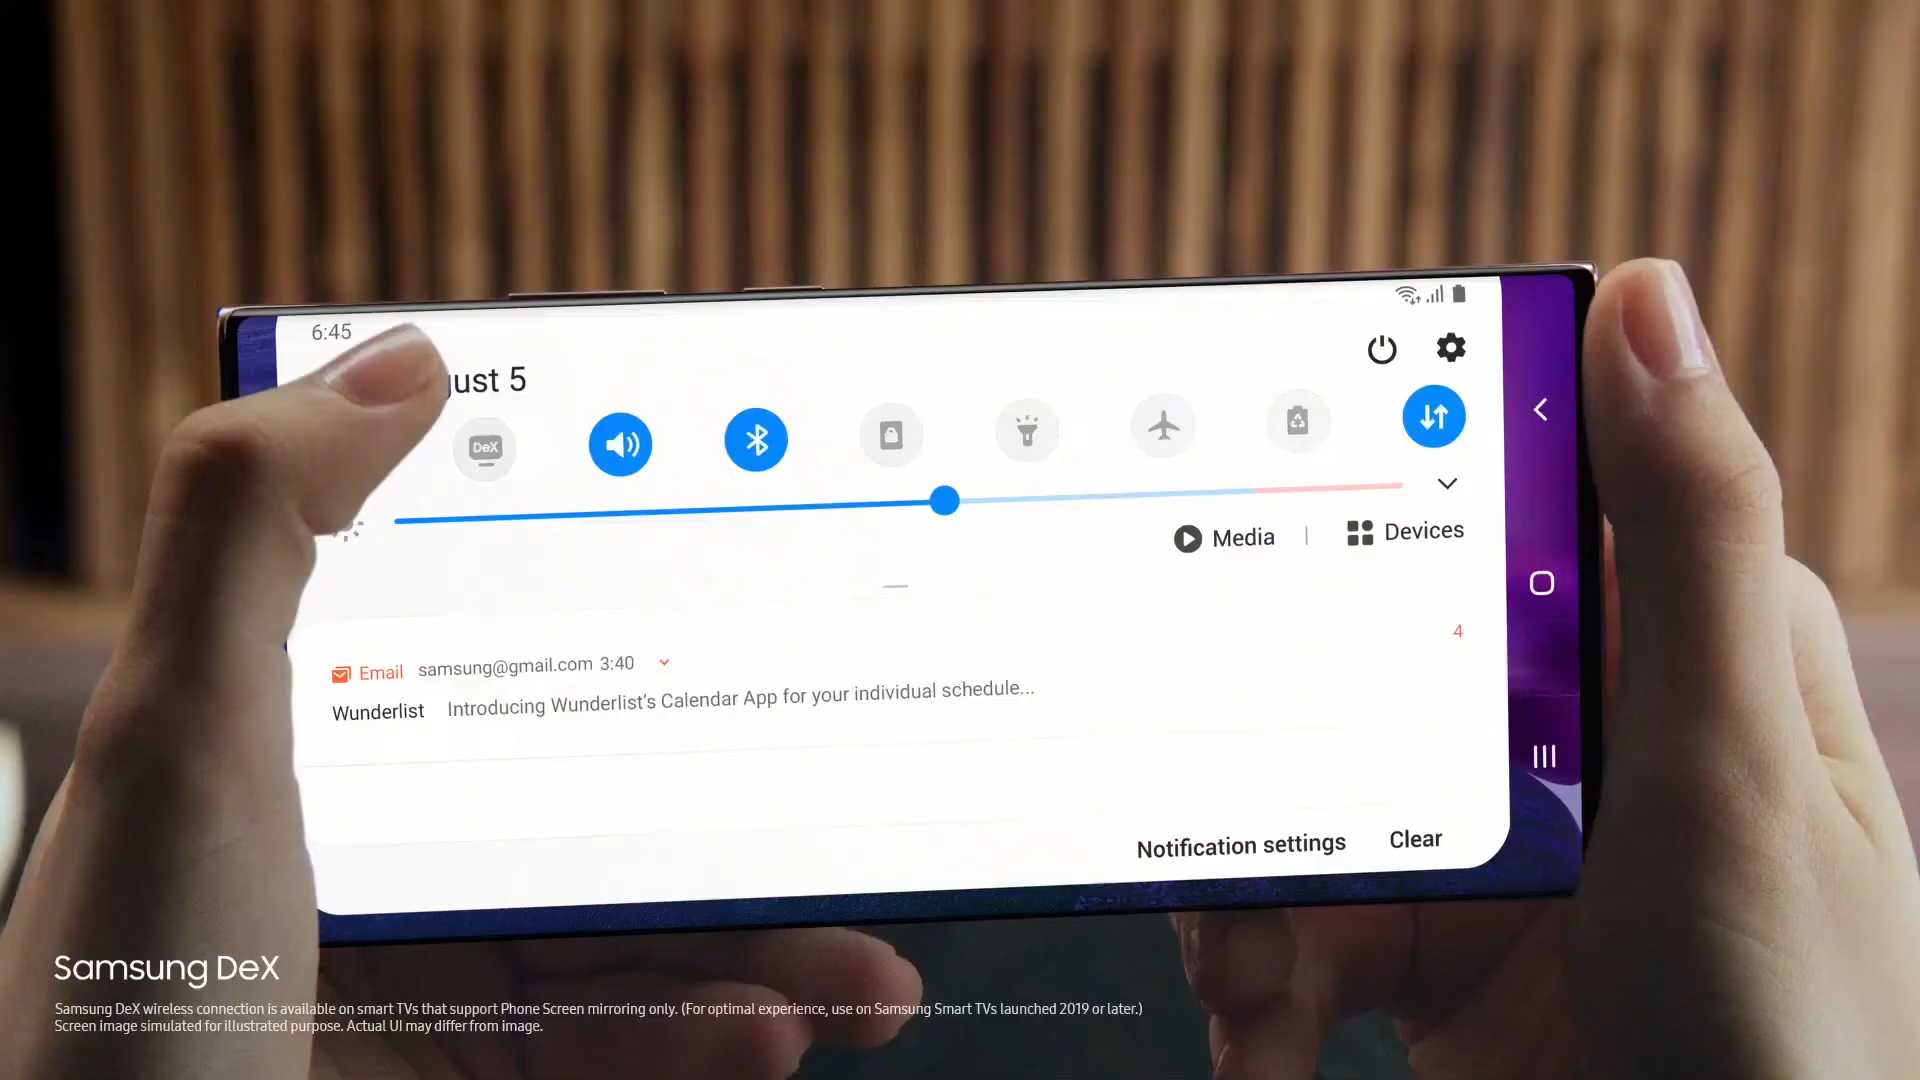 6:45
just 5
DeX
Media | Devices
4
Email samsung@gmail.com 3:40
Wunderlist Introducing Wunderlist's Calendar App for your individual schedule...
Notification settings Clear
Samsung DeX
Samsung DeX wireless connection is available on smart TVs that support Phone Screen mirroring only. (For optimal experience, use on Samsung Smart TVs launched 2019 or later.)
Screen image simulated for illustrated purpose. Actual UI may differ from image.